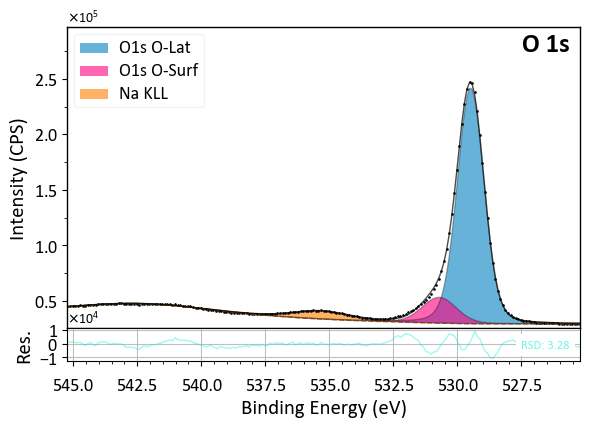 ×10⁵
O 1s
O1s O-Lat
O1s O-Surf
Na KLL
Intensity (CPS)
2.5
2.0
1.5
1.0
0.5
×10⁴
Res.
1
0
−1
RSD: 3.28
545.0 542.5 540.0 537.5 535.0 532.5 530.0 527.5
Binding Energy (eV)